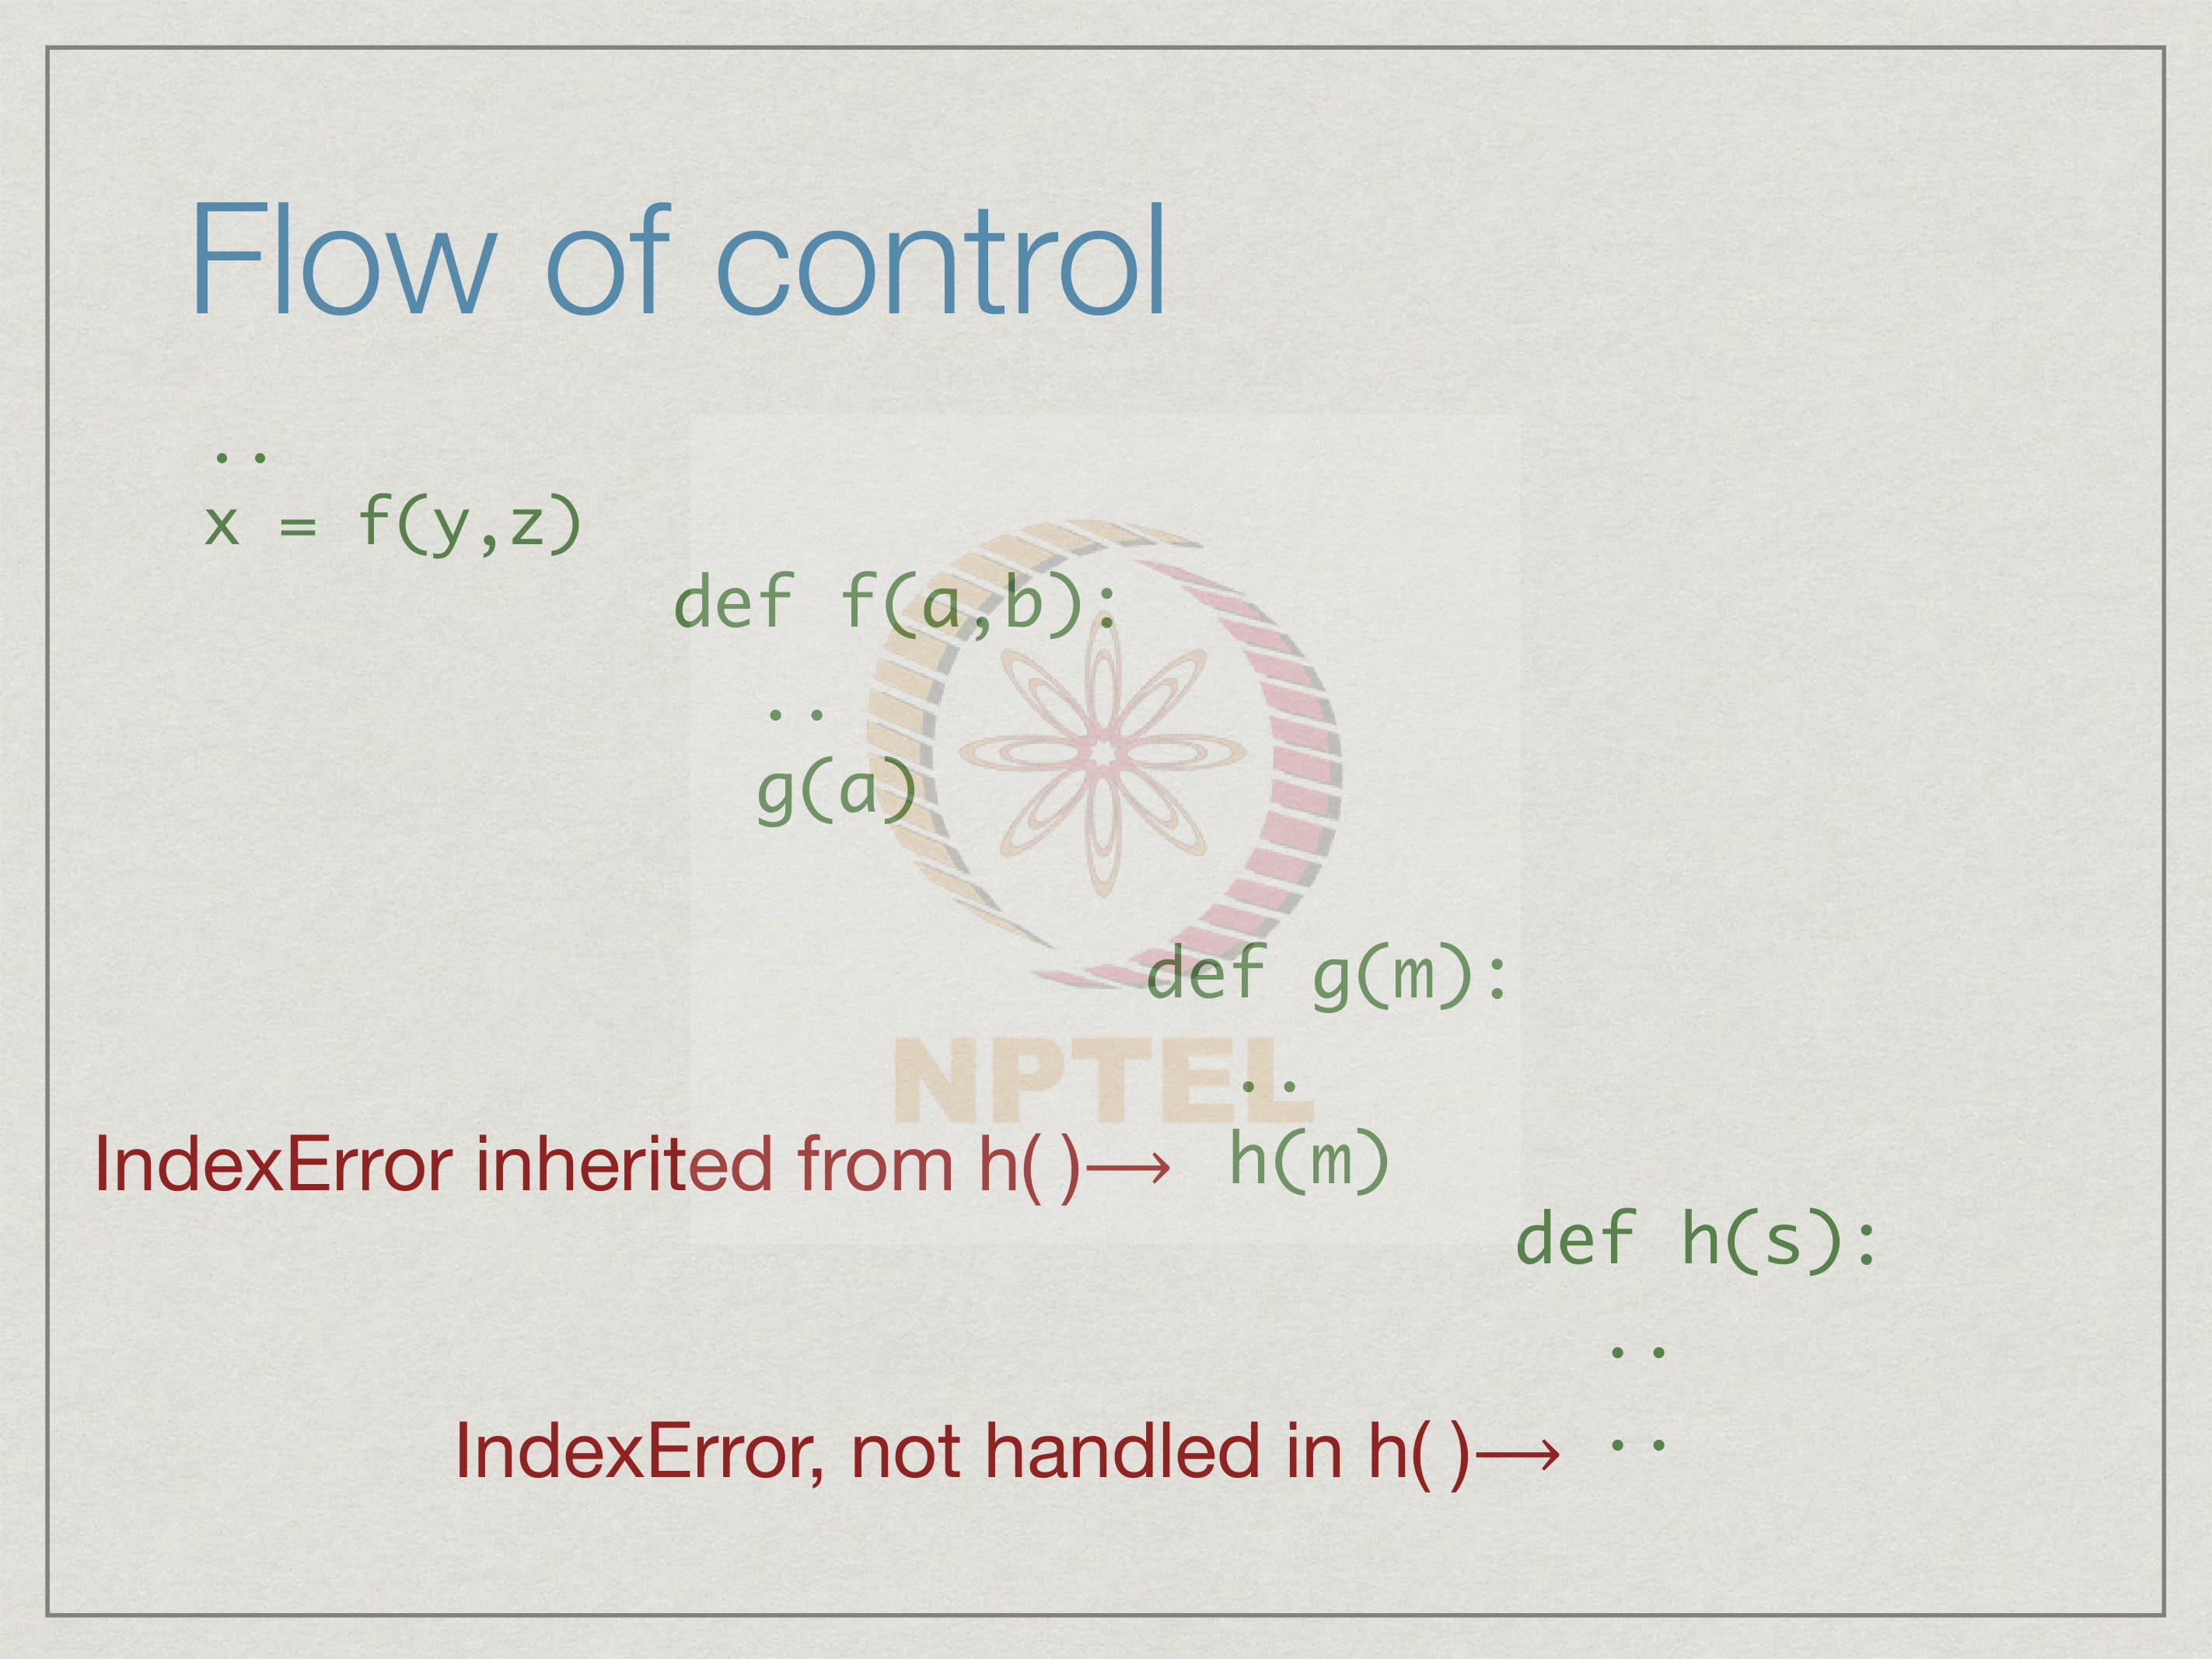 Flow of control
..
x = f(y,z)
def f(a,b):
..
g(a)
def g(m):
NPTEL
..
IndexError inherited from h( )⟶ h(m)
def h(s):
..
IndexError, not handled in h( )⟶ ..